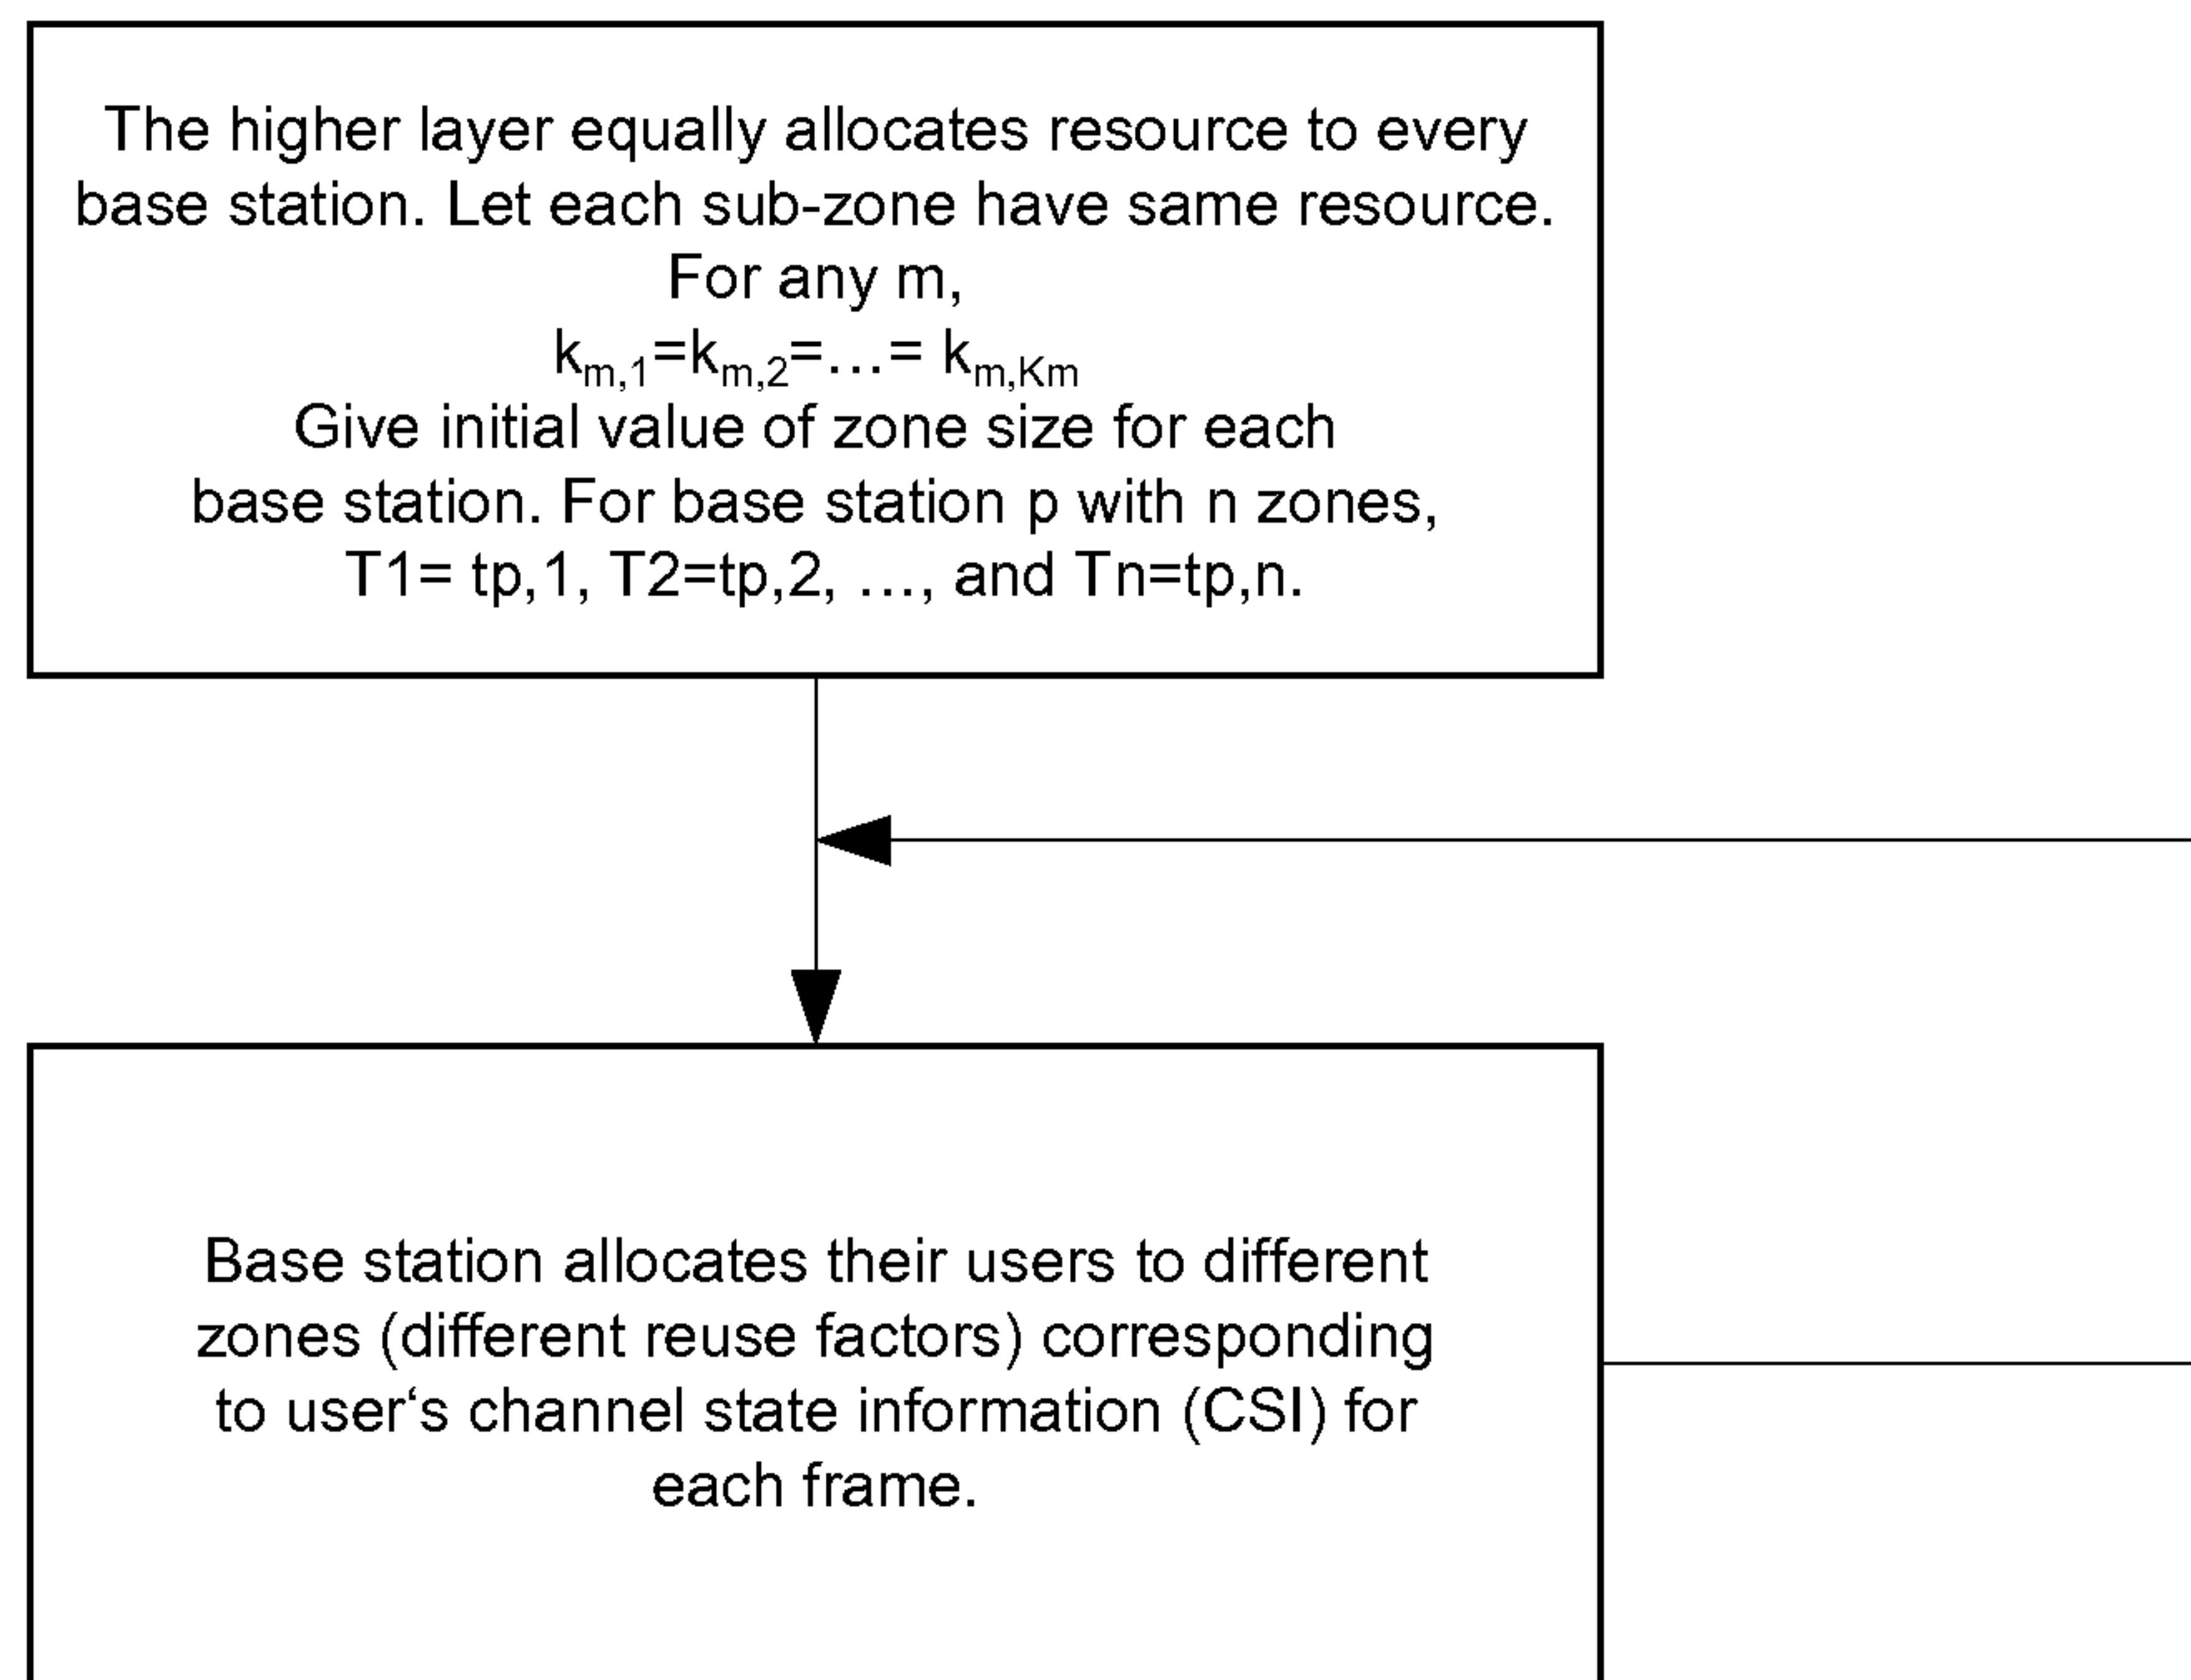 The higher layer equally allocates resource to every
base station. Let each sub-zone have same resource.
For any m,
k_{m,1}=k_{m,2}=...= k_{m,Km}
Give initial value of zone size for each
base station. For base station p with n zones,
T1= tp,1, T2=tp,2, ..., and Tn=tp,n.
Base station allocates their users to different
zones (different reuse factors) corresponding
to user‘s channel state information (CSI) for
each frame.